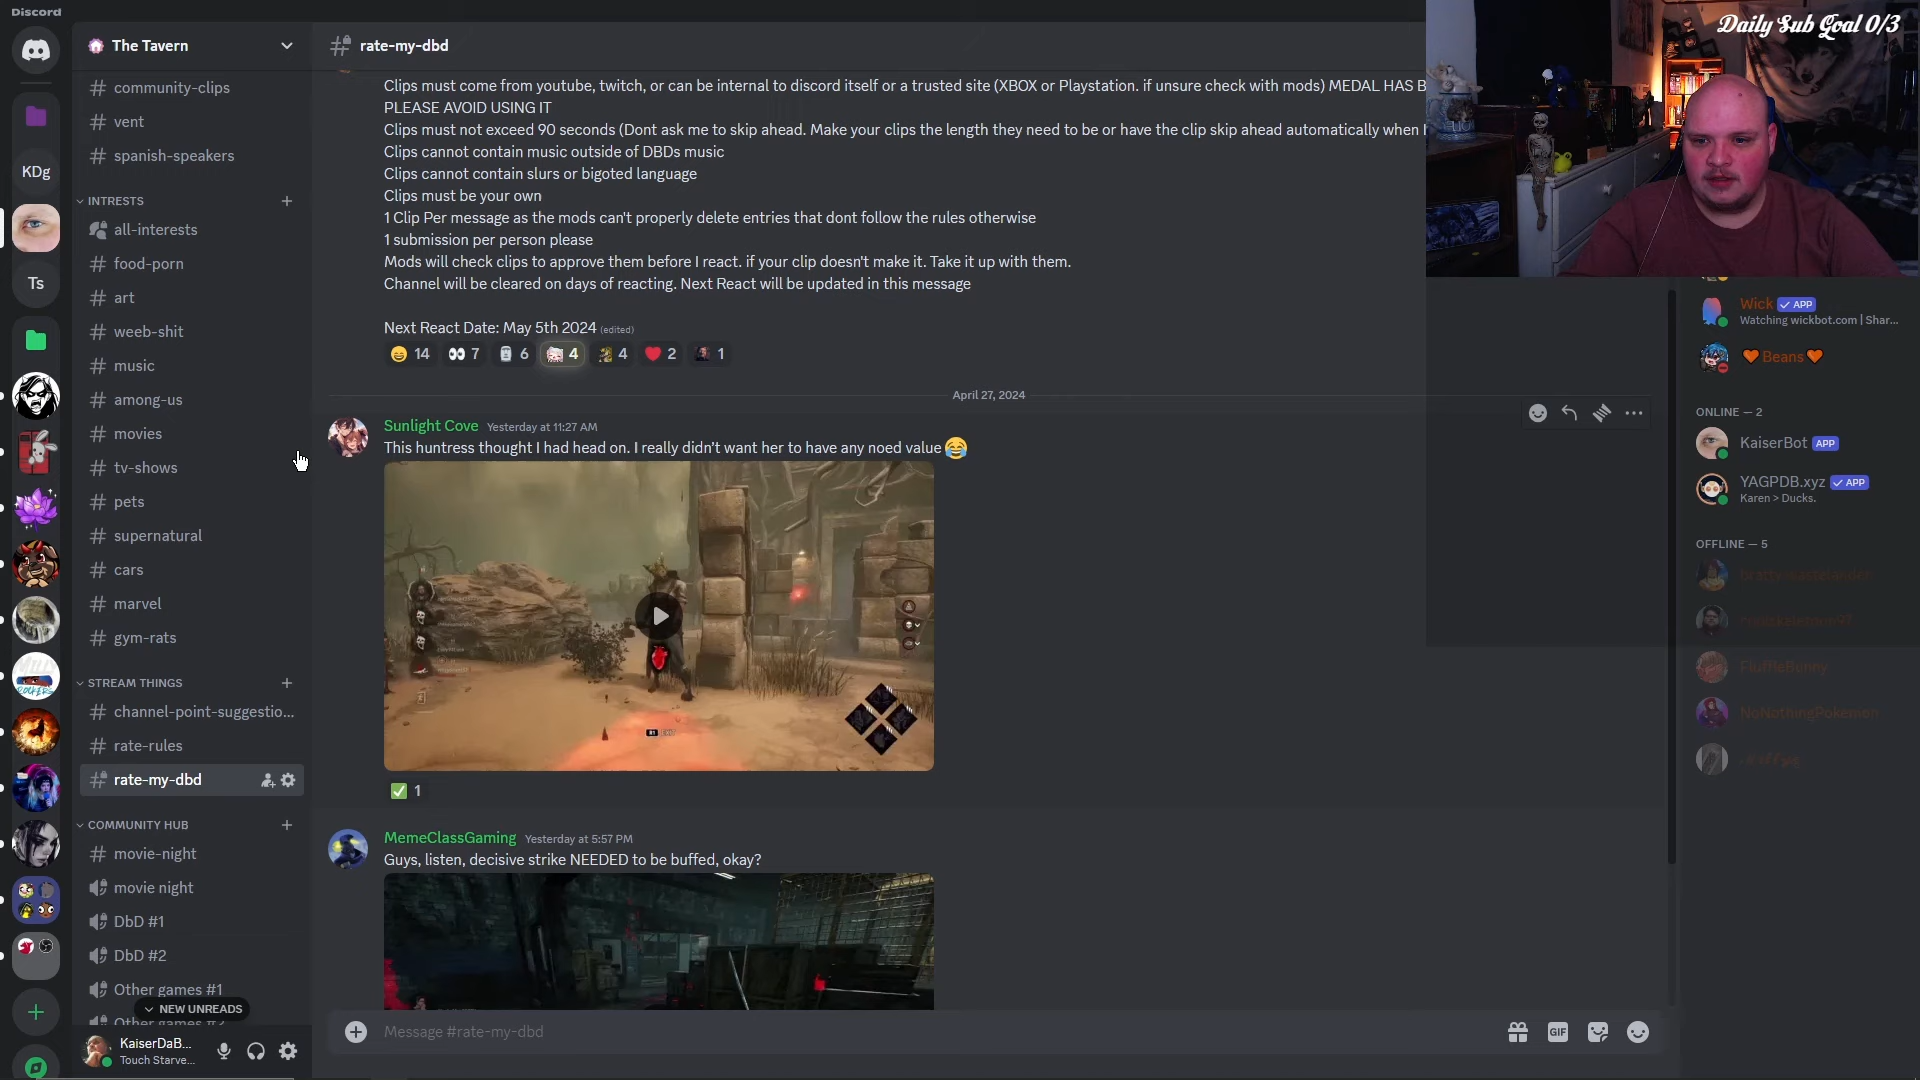 Discord
Daily Sub Goal 0/3
The Tavern
rate-my-dbd
community-clips
vent
spanish-speakers
INTRESTS
all-interests
food-porn
art
weeb-shit
music
among-us
movies
tv-shows
pets
supernatural
cars
marvel
gym-rats
STREAM THINGS
channel-point-suggestio...
rate-rules
rate-my-dbd
COMMUNITY HUB
movie-night
movie night
DbD #1
DbD #2
Other games #1
NEW UNREADS
Other games #2
KaiserDaB...
Touch Starve...
KDg
Ts
Clips must come from youtube, twitch, or can be internal to discord itself or a trusted site (XBOX or Playstation. if unsure check with mods) MEDAL HAS B
PLEASE AVOID USING IT
Clips must not exceed 90 seconds (Dont ask me to skip ahead. Make your clips the length they need to be or have the clip skip ahead automatically when
Clips cannot contain music outside of DBDs music
Clips cannot contain slurs or bigoted language
Clips must be your own
1 Clip Per message as the mods can't properly delete entries that dont follow the rules otherwise
1 submission per person please
Mods will check clips to approve them before I react. if your clip doesn't make it. Take it up with them.
Channel will be cleared on days of reacting. Next React will be updated in this message
Next React Date: May 5th 2024 (edited)
14 7 6 4 4 2 1
April 27, 2024
Sunlight Cove Yesterday at 11:27 AM
This huntress thought I had head on. I really didn't want her to have any noed value
1
MemeClassGaming Yesterday at 5:57 PM
Guys, listen, decisive strike NEEDED to be buffed, okay?
Message #rate-my-dbd
GIF
Wick APP
Watching wickbot.com | Shar...
Beans
ONLINE — 2
KaiserBot APP
YAGPDB.xyz APP
Karen > Ducks.
OFFLINE — 5
FluffleBenny
NoNothingPokemon